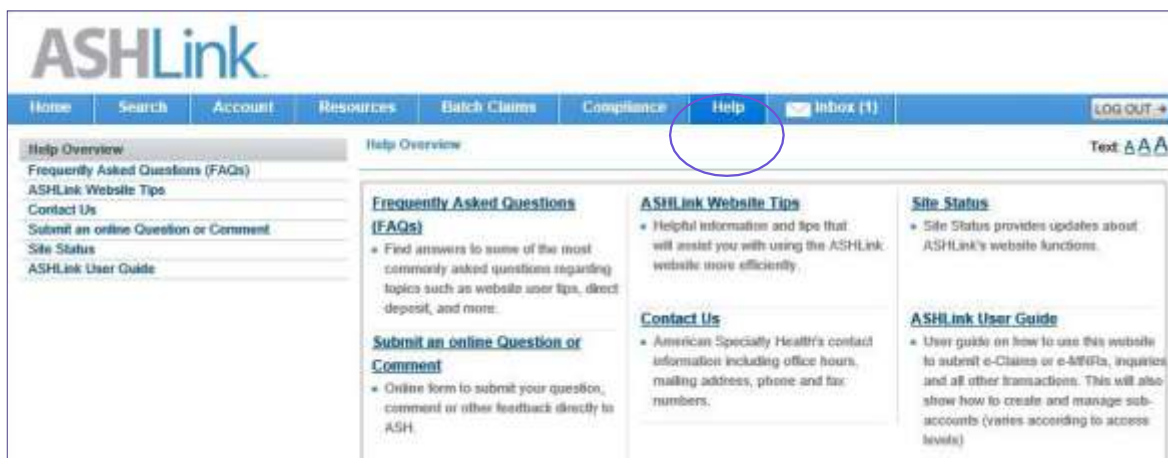 ASHLink
Home Search Account Resources Batch Claims Compliance Help Inbox (1) LOG OUT
Help Overview
Frequently Asked Questions (FAQs)
ASHLink Website Tips
Contact Us
Submit an online Question or Comment
Site Status
ASHLink User Guide
Help Overview
Text: A A A
Frequently Asked Questions
(FAQs)
Find answers to some of the most
commonly asked questions regarding
topics such as website user tips, direct
deposit, and more.
Submit an online Question or
Comment
Online form to submit your question,
comment or other feedback directly to
ASH.
ASHLink Website Tips
Helpful information and tips that
will assist you with using the ASHLink
website more efficiently.
Contact Us
American Specialty Health's contact
information including office hours,
mailing address, phone and fax
numbers.
Site Status
Site Status provides updates about
ASHLink's website functions.
ASHLink User Guide
User guide on how to use this website
to submit e-Claims or e-MNRs, inquiries
and all other transactions. This will also
show how to create and manage sub-
accounts (varies according to access
levels)